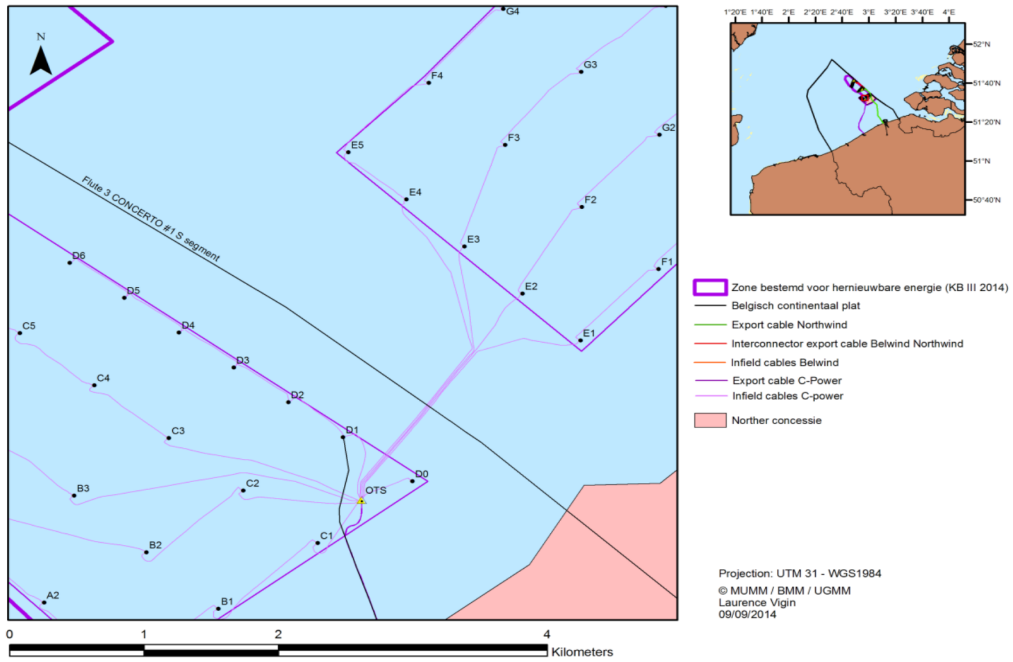 N
G4
F4
G3
E5
F3
G2
E4
F2
E3
F1
E2
E1
Flute 3 CONCERTO #1 S segment
D6
D5
C5
D4
D3
C4
D2
C3
D1
D0
B3
C2
OTS
C1
B2
A2
B1
0 1 2 4
Kilometers
1°20'E 1°40'E 2°E 2°20'E 2°40'E 3°E 3°20'E 3°40'E 4°E
52°N
51°40'N
51°20'N
51°N
50°40'N
Zone bestemd voor hernieuwbare energie (KB III 2014)
Belgisch continentaal plat
Export cable Northwind
Interconnector export cable Belwind Northwind
Infield cables Belwind
Export cable C-Power
Infield cables C-power
Norther concessie
Projection: UTM 31 - WGS1984
© MUMM / BMM / UGMM
Laurence Vigin
09/09/2014